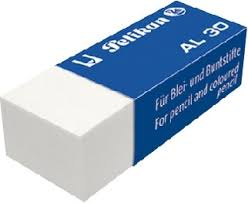 Pelikan
AL 30
Für Blei- und Buntstifte
For pencil and coloured
pencil